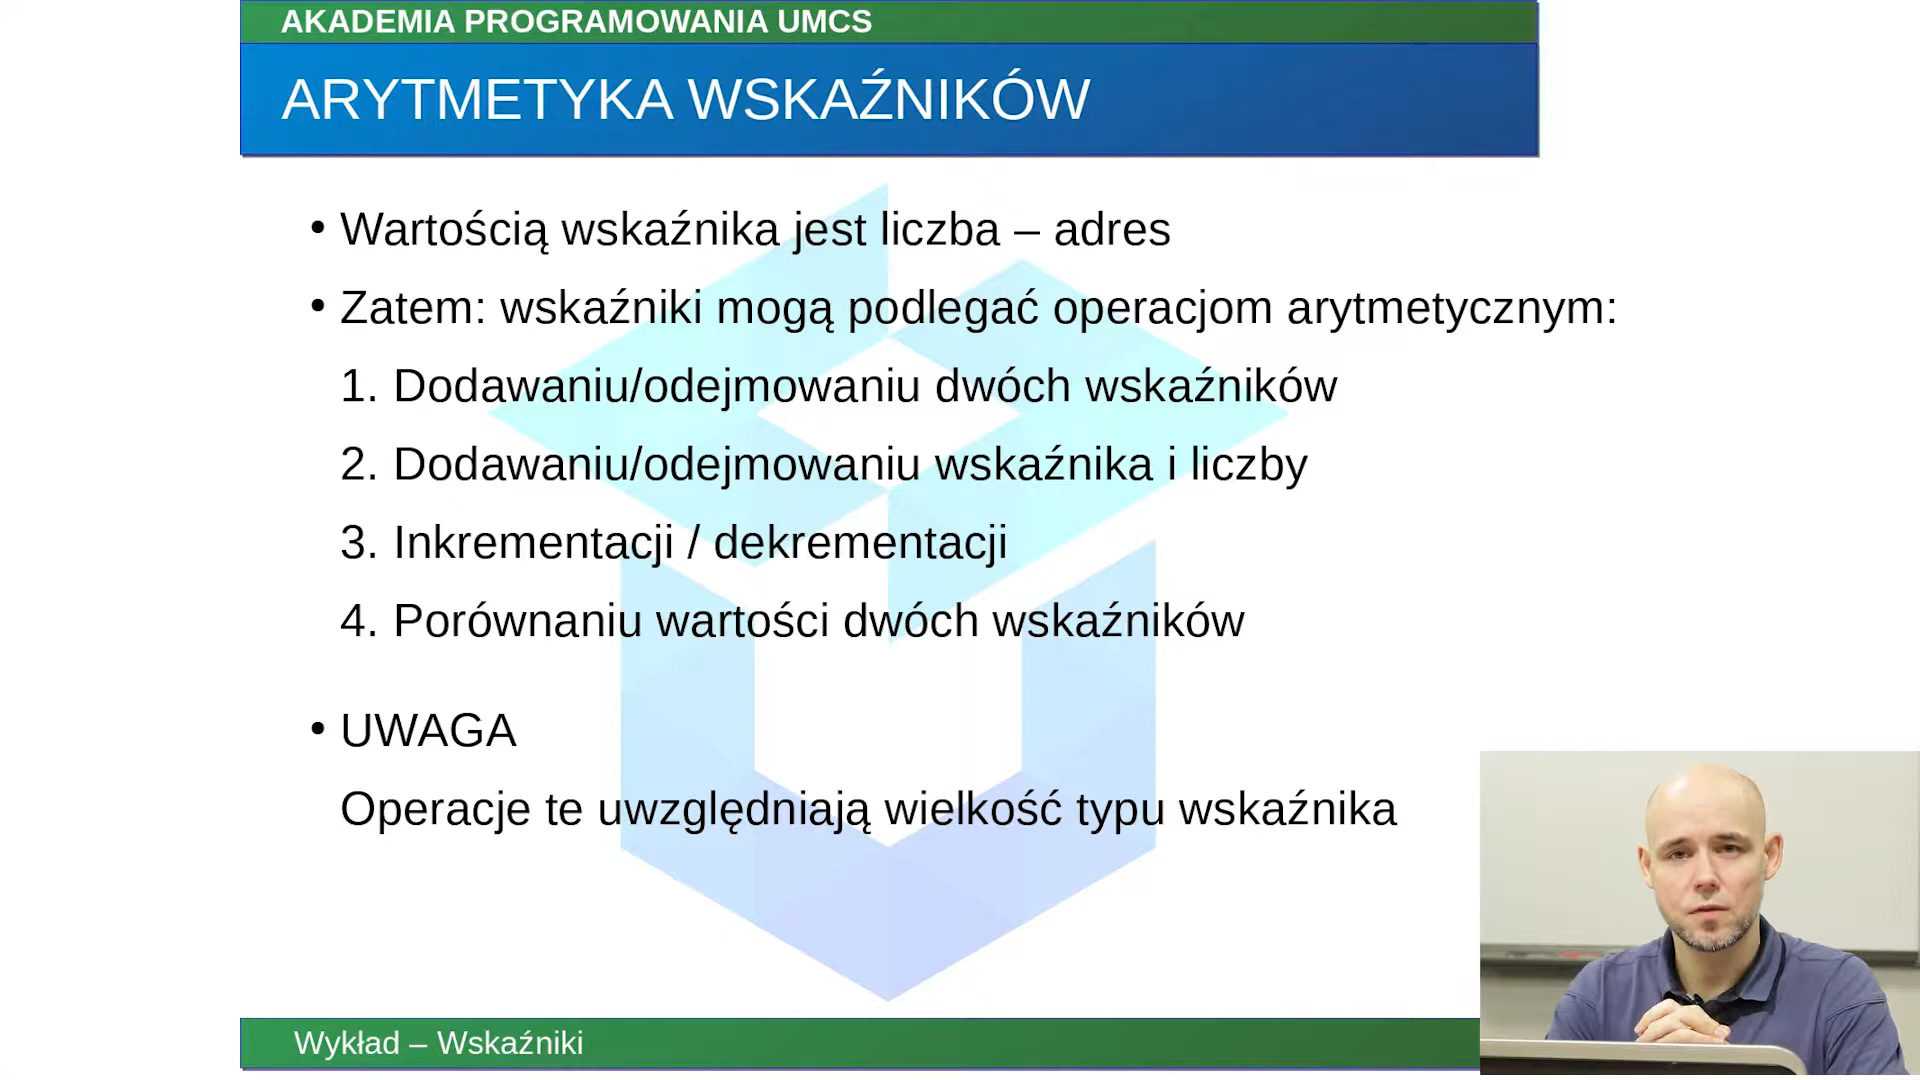 AKADEMIA PROGRAMOWANIA UMCS
ARYTMETYKA WSKAŹNIKÓW
• Wartością wskaźnika jest liczba – adres
• Zatem: wskaźniki mogą podlegać operacjom arytmetycznym:
1. Dodawaniu/odejmowaniu dwóch wskaźników
2. Dodawaniu/odejmowaniu wskaźnika i liczby
3. Inkrementacji / dekrementacji
4. Porównaniu wartości dwóch wskaźników
• UWAGA
Operacje te uwzględniają wielkość typu wskaźnika
Wykład – Wskaźniki